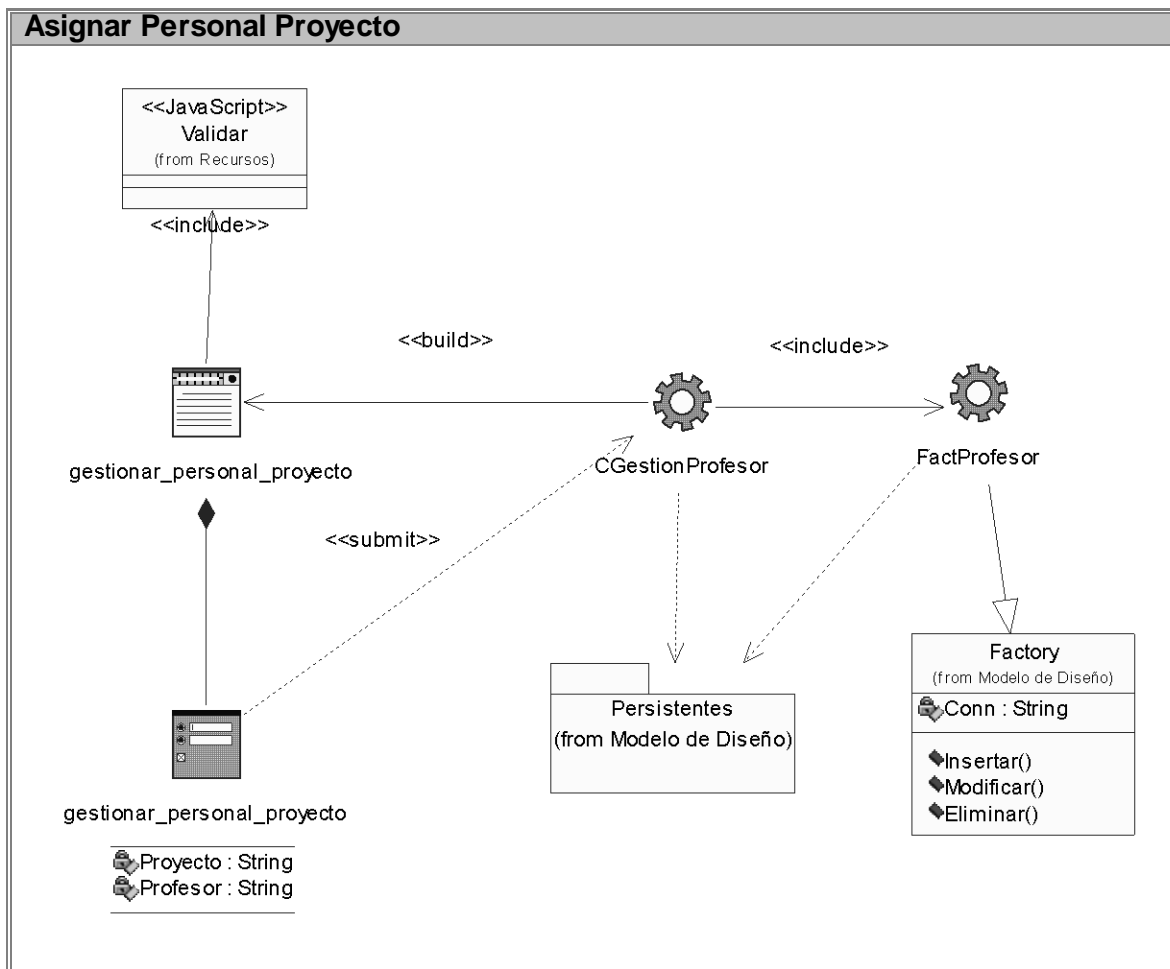 Asignar Personal Proyecto
<<JavaScript>>
Validar
(from Recursos)
<<include>>
<<build>>
<<include>>
gestionar_personal_proyecto
CGestionProfesor
FactProfesor
<<submit>>
Persistentes
(from Modelo de Diseño)
Factory
(from Modelo de Diseño)
Conn : String
Insertar()
Modificar()
Eliminar()
gestionar_personal_proyecto
Proyecto : String
Profesor : String